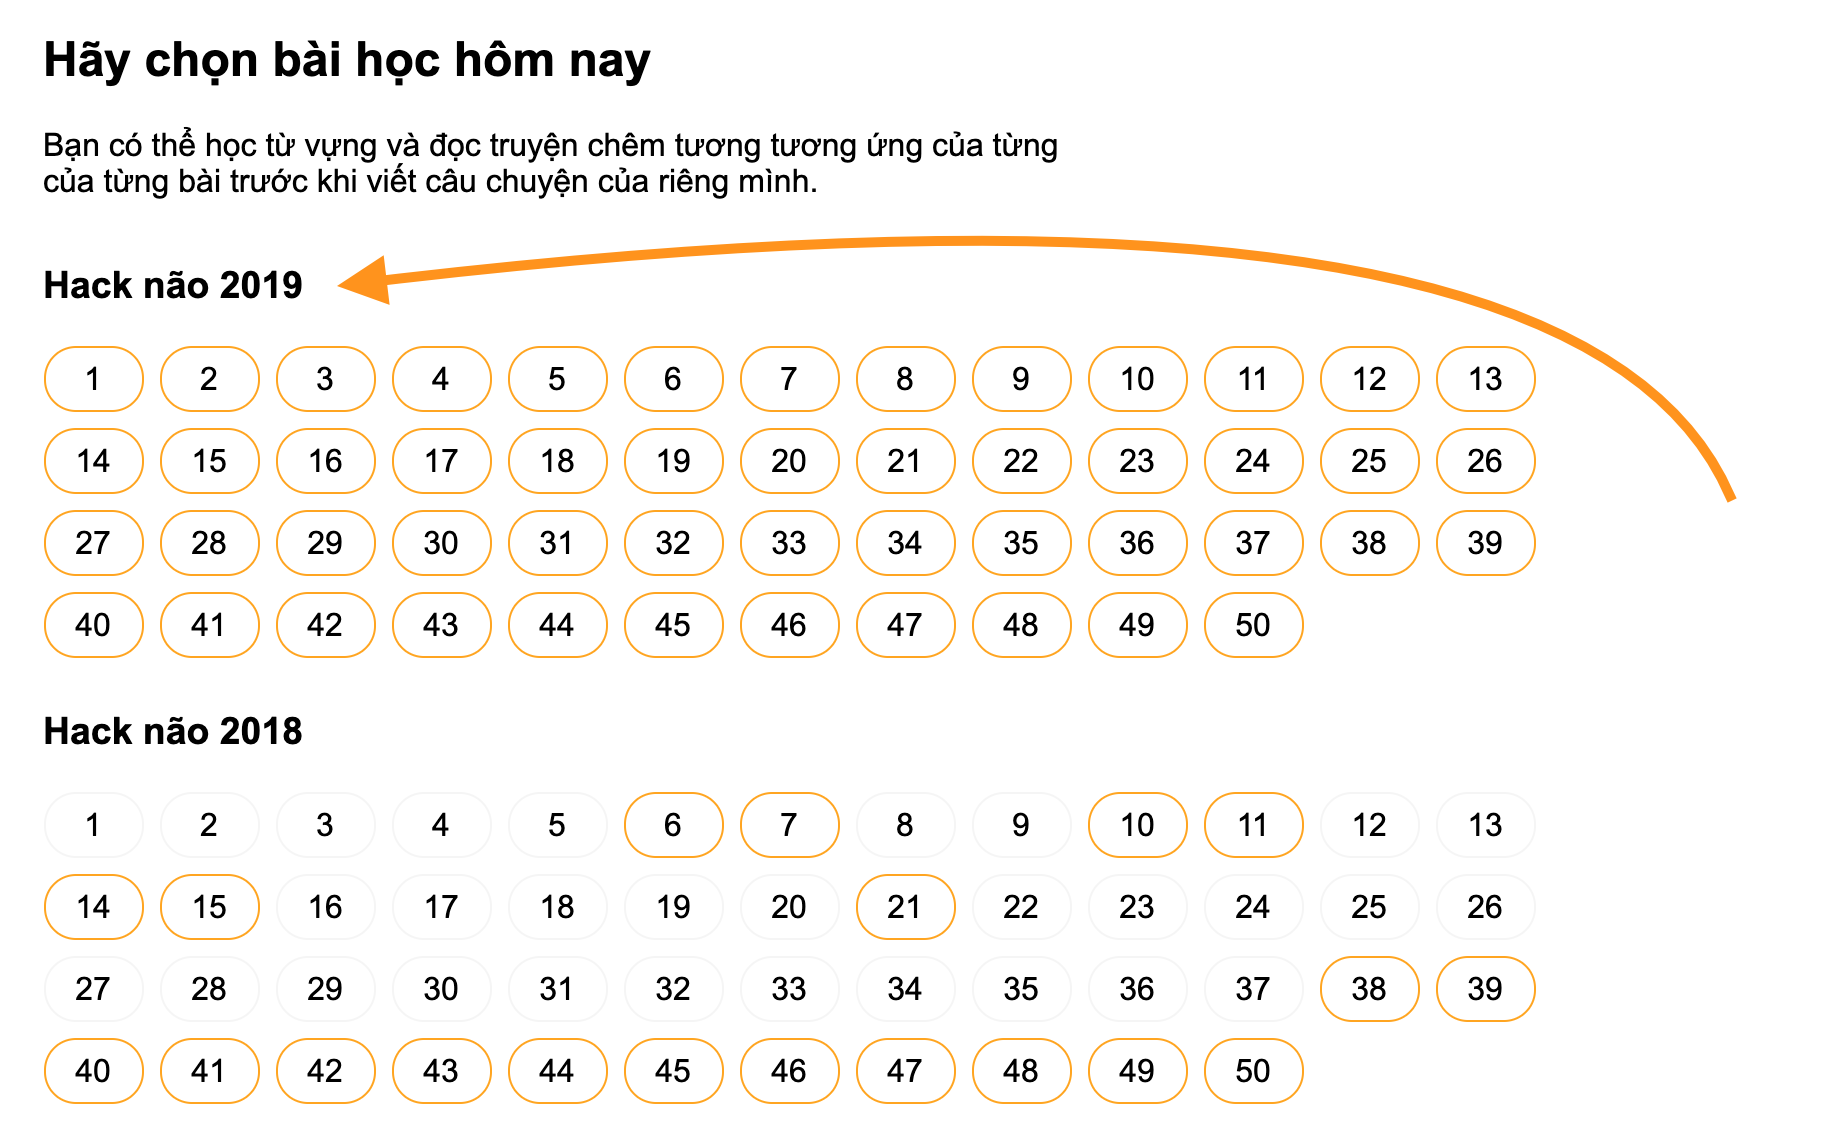 Hãy chọn bài học hôm nay
Bạn có thể học từ vựng và đọc truyện chêm tương tương ứng của từng
của từng bài trước khi viết câu chuyện của riêng mình.
Hack não 2019
1 2 3 4 5 6 7 8 9 10 11 12 13
14 15 16 17 18 19 20 21 22 23 24 25 26
27 28 29 30 31 32 33 34 35 36 37 38 39
40 41 42 43 44 45 46 47 48 49 50
Hack não 2018
1 2 3 4 5 6 7 8 9 10 11 12 13
14 15 16 17 18 19 20 21 22 23 24 25 26
27 28 29 30 31 32 33 34 35 36 37 38 39
40 41 42 43 44 45 46 47 48 49 50